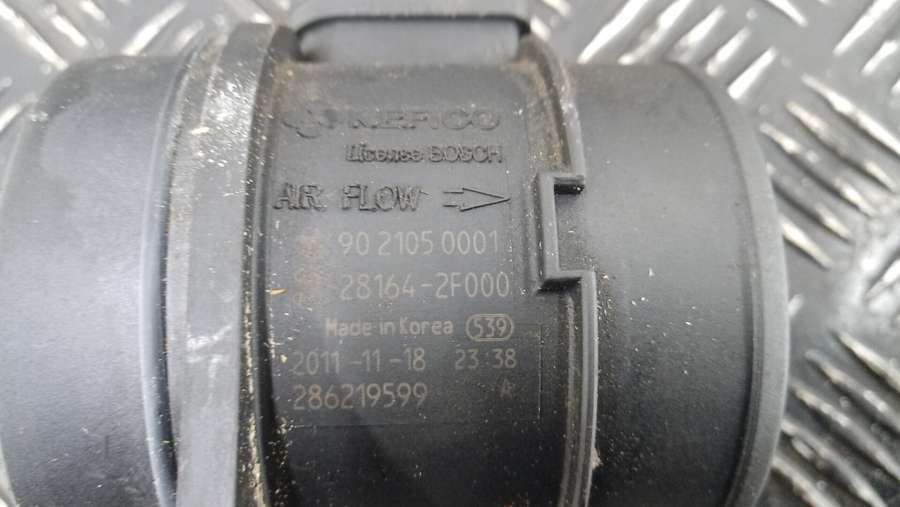 KEFICO
License BOSCH
AIR FLOW
90 2105 0001
28164-2F000
Made in Korea 539
2011-11-18 23:38
286219599 A